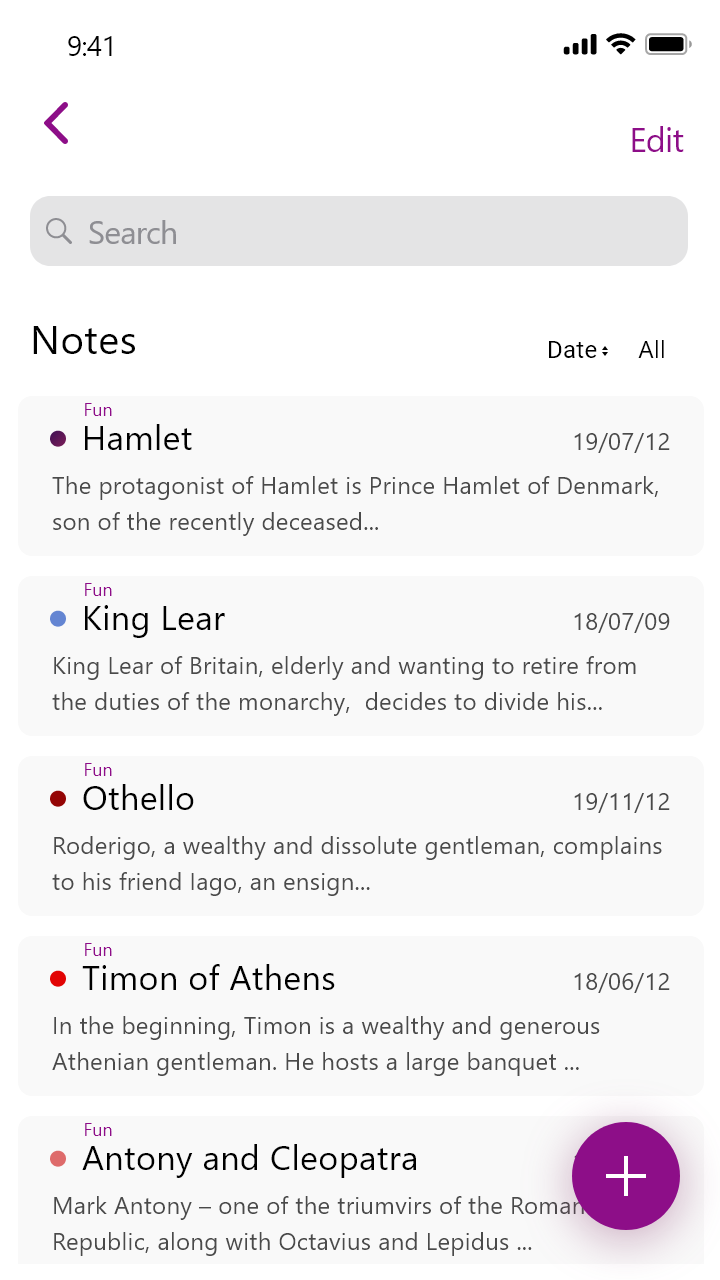 9:41
Edit
Search
Notes
Date All
Fun
Hamlet 19/07/12
The protagonist of Hamlet is Prince Hamlet of Denmark,
son of the recently deceased...
Fun
King Lear 18/07/09
King Lear of Britain, elderly and wanting to retire from
the duties of the monarchy,  decides to divide his...
Fun
Othello 19/11/12
Roderigo, a wealthy and dissolute gentleman, complains
to his friend Iago, an ensign...
Fun
Timon of Athens 18/06/12
In the beginning, Timon is a wealthy and generous
Athenian gentleman. He hosts a large banquet ...
Fun
Antony and Cleopatra
Mark Antony – one of the triumvirs of the Roman
Republic, along with Octavius and Lepidus ...